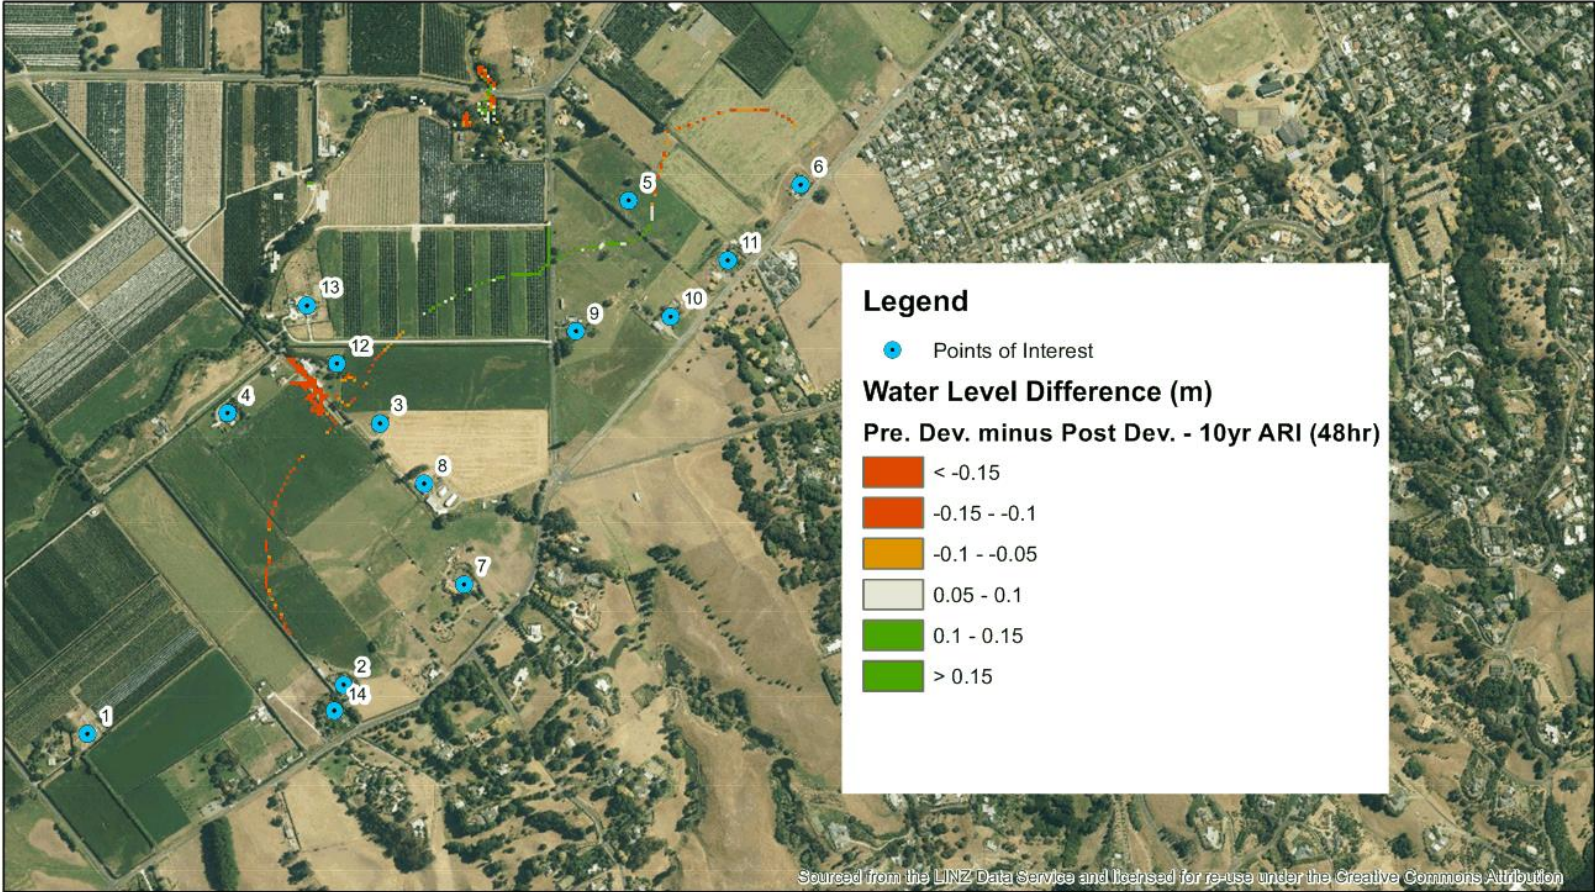 6
5
11
13
10
9
12
4
3
8
7
2
14
1
Legend
Points of Interest
Water Level Difference (m)
Pre. Dev. minus Post Dev. - 10yr ARI (48hr)
< -0.15
-0.15 - -0.1
-0.1 - -0.05
0.05 - 0.1
0.1 - 0.15
> 0.15
Sourced from the LINZ Data Service and licensed for re-use under the Creative Commons Attribution